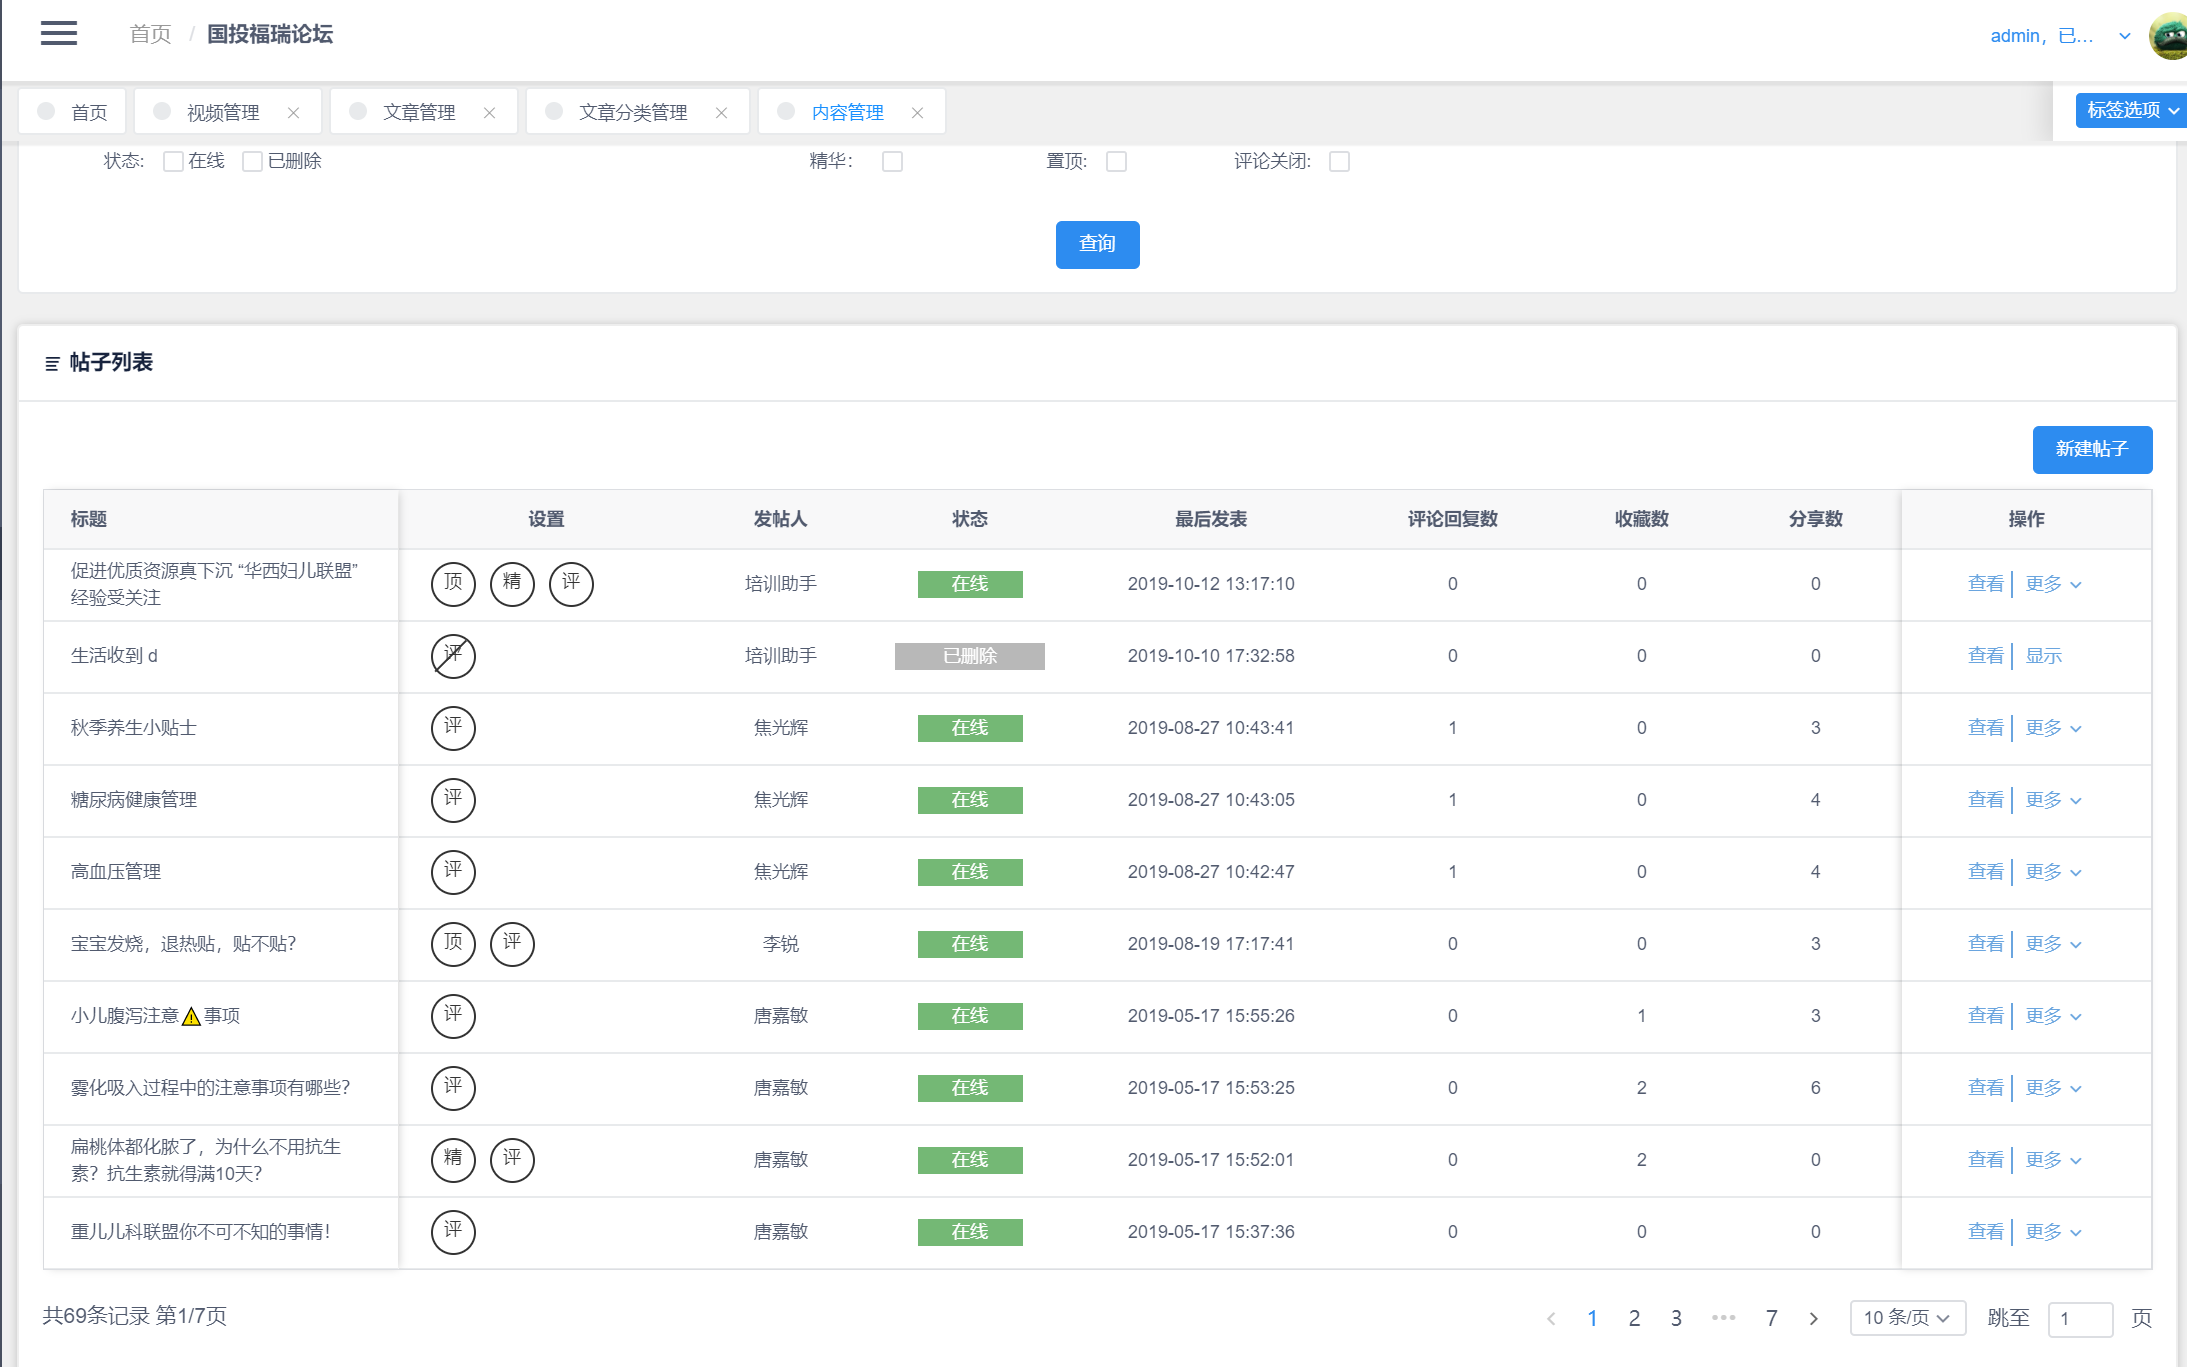 首页 / 国投福瑞论坛
admin，已...
首页 视频管理 文章管理 文章分类管理 内容管理 标签选项
状态: 在线 已删除 精华: 置顶: 评论关闭:
查询
帖子列表
新建帖子
标题 设置 发帖人 状态 最后发表 评论回复数 收藏数 分享数 操作
促进优质资源真下沉 “华西妇儿联盟”
经验受关注
顶 精 评 培训助手 在线 2019-10-12 13:17:10 0 0 0 查看 更多
生活收到 d 评 培训助手 已删除 2019-10-10 17:32:58 0 0 0 查看 显示
秋季养生小贴士 评 焦光辉 在线 2019-08-27 10:43:41 1 0 3 查看 更多
糖尿病健康管理 评 焦光辉 在线 2019-08-27 10:43:05 1 0 4 查看 更多
高血压管理 评 焦光辉 在线 2019-08-27 10:42:47 1 0 4 查看 更多
宝宝发烧，退热贴，贴不贴？ 顶 评 李锐 在线 2019-08-19 17:17:41 0 0 3 查看 更多
小儿腹泻注意⚠事项 评 唐嘉敏 在线 2019-05-17 15:55:26 0 1 3 查看 更多
雾化吸入过程中的注意事项有哪些？ 评 唐嘉敏 在线 2019-05-17 15:53:25 0 2 6 查看 更多
扁桃体都化脓了，为什么不用抗生
素？抗生素就得满10天？
精 评 唐嘉敏 在线 2019-05-17 15:52:01 0 2 0 查看 更多
重儿儿科联盟你不可不知的事情！ 评 唐嘉敏 在线 2019-05-17 15:37:36 0 0 0 查看 更多
共69条记录 第1/7页 1 2 3 ••• 7 10 条/页 跳至 1 页